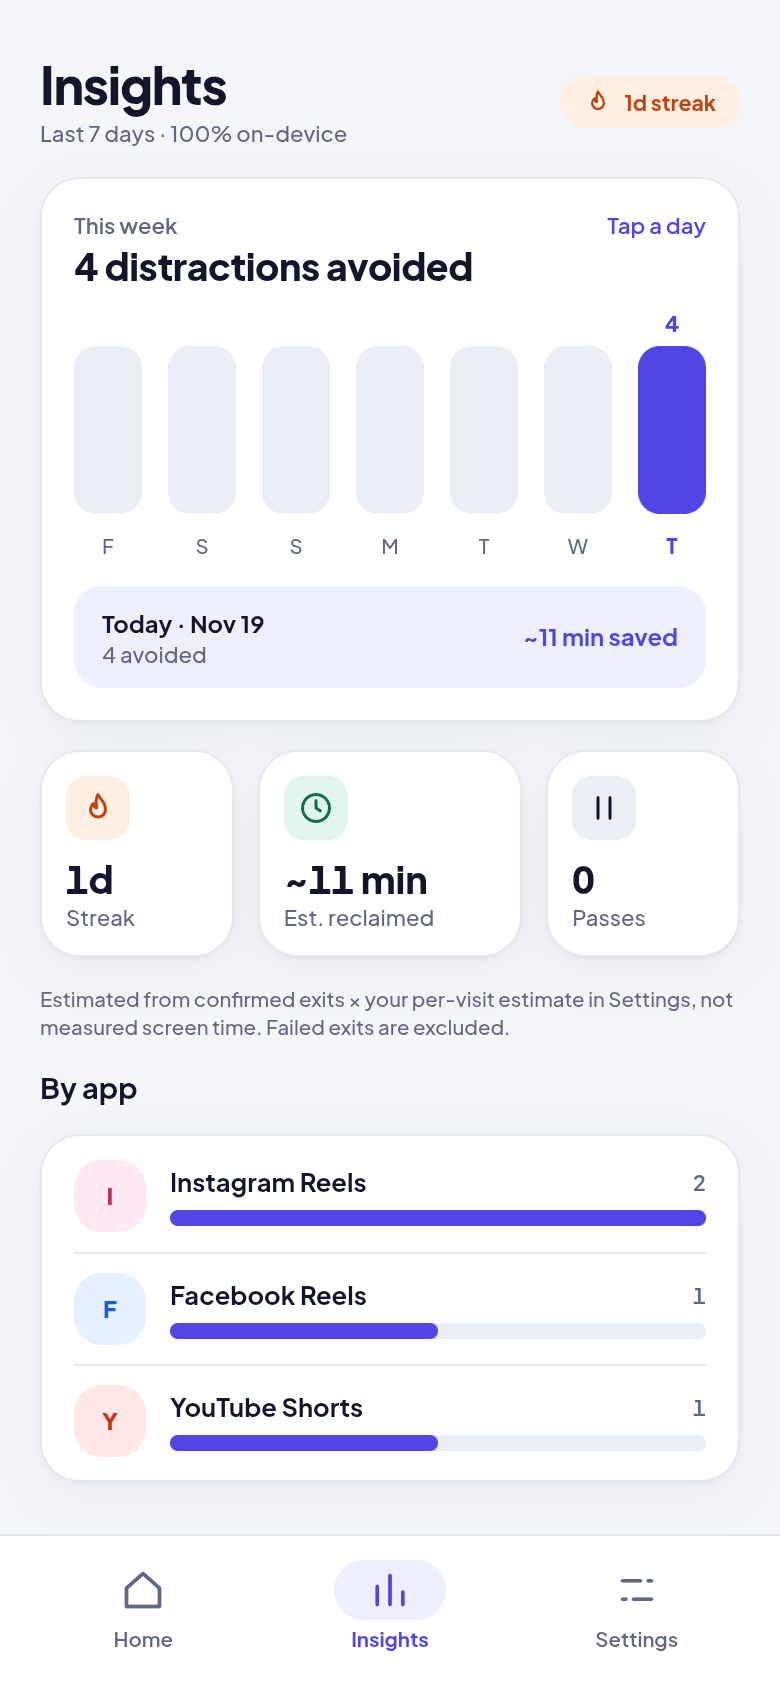 Insights
Last 7 days · 100% on-device
1d streak
This week
Tap a day
4 distractions avoided
4
F S S M T W T
Today · Nov 19
4 avoided
~11 min saved
1d
Streak
~11 min
Est. reclaimed
0
Passes
Estimated from confirmed exits × your per-visit estimate in Settings, not
measured screen time. Failed exits are excluded.
By app
I
Instagram Reels
2
F
Facebook Reels
1
Y
YouTube Shorts
1
Home
Insights
Settings